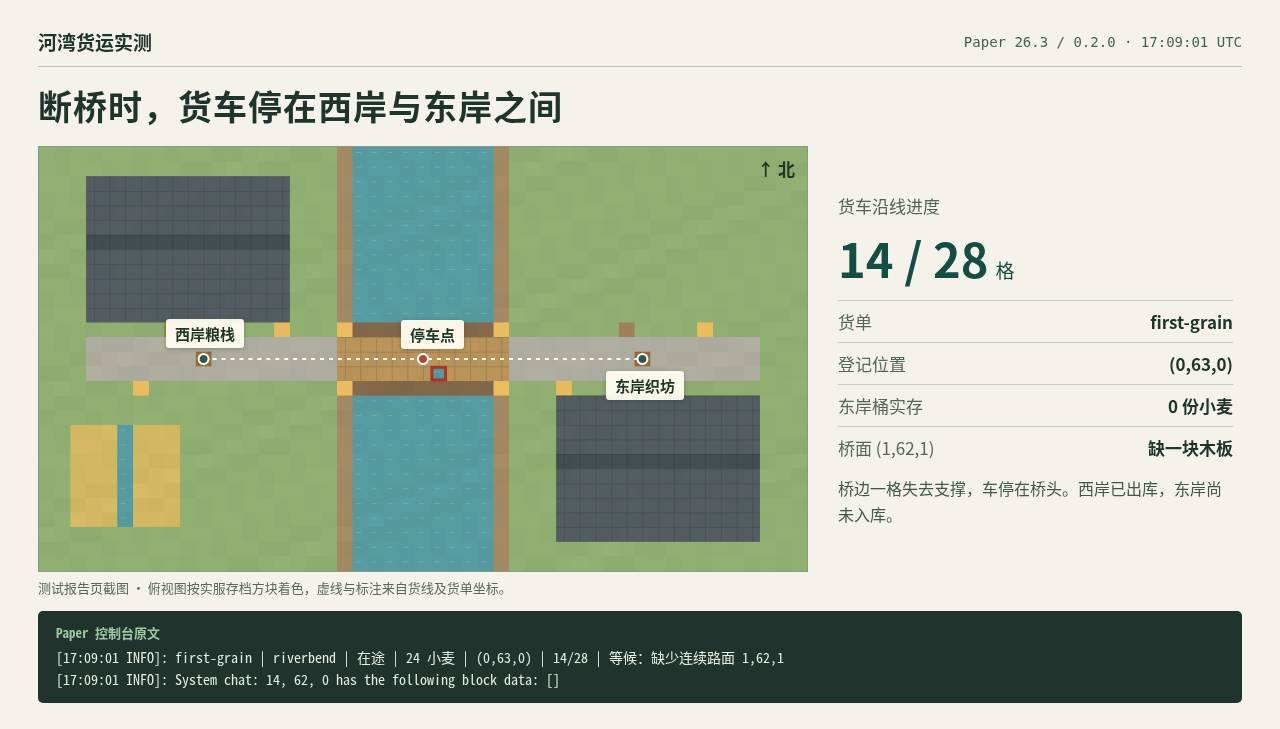 河湾货运实测
Paper 26.3 / 0.2.0 · 17:09:01 UTC
断桥时，货车停在西岸与东岸之间
↑ 北
西岸粮栈
停车点
东岸织坊
货车沿线进度
14 / 28 格
货单 first-grain
登记位置 (0,63,0)
东岸桶实存 0 份小麦
桥面 (1,62,1) 缺一块木板
桥边一格失去支撑，车停在桥头。西岸已出库，东岸尚
未入库。
测试报告页截图 · 俯视图按实服存档方块着色，虚线与标注来自货线及货单坐标。
Paper 控制台原文
[17:09:01 INFO]: first-grain | riverbend | 在途 | 24 小麦 | (0,63,0) | 14/28 | 等候：缺少连续路面 1,62,1
[17:09:01 INFO]: System chat: 14, 62, 0 has the following block data: []